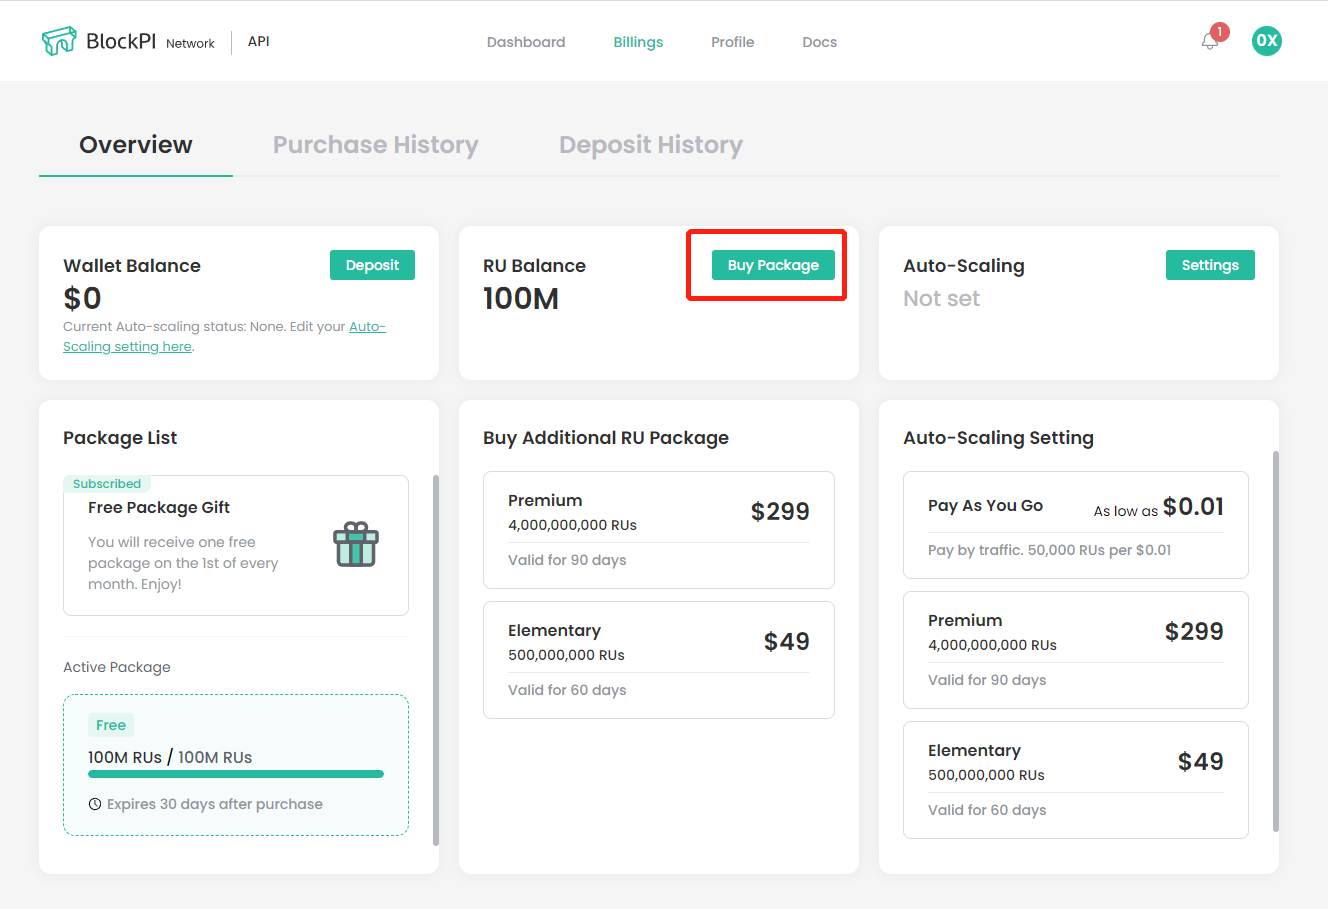 BlockPI Network API
Dashboard
Billings
Profile
Docs
1
0X
Overview
Purchase History
Deposit History
Wallet Balance
Deposit
$0
Current Auto-scaling status: None. Edit your Auto-
Scaling setting here.
RU Balance
Buy Package
100M
Auto-Scaling
Settings
Not set
Package List
Subscribed
Free Package Gift
You will receive one free
package on the 1st of every
month. Enjoy!
Active Package
Free
100M RUs / 100M RUs
Expires 30 days after purchase
Buy Additional RU Package
Premium
4,000,000,000 RUs
$299
Valid for 90 days
Elementary
500,000,000 RUs
$49
Valid for 60 days
Auto-Scaling Setting
Pay As You Go
As low as $0.01
Pay by traffic. 50,000 RUs per $0.01
Premium
4,000,000,000 RUs
$299
Valid for 90 days
Elementary
500,000,000 RUs
$49
Valid for 60 days